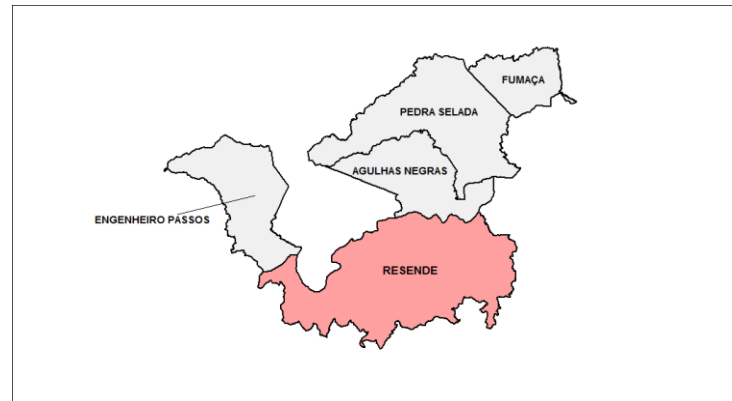 FUMAÇA
PEDRA SELADA
AGULHAS NEGRAS
ENGENHEIRO PASSOS
RESENDE